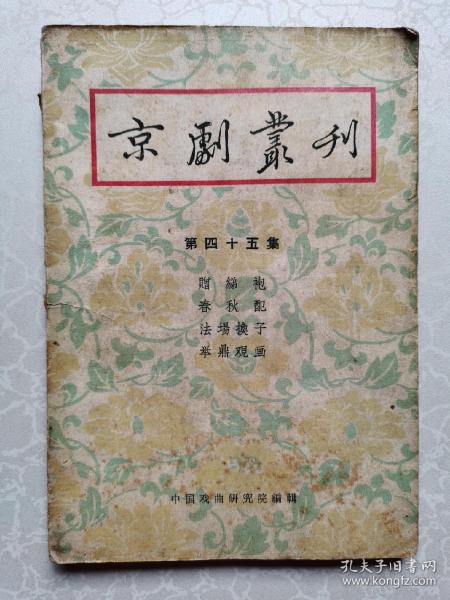 京劇叢刊
第四十五集
贈綈袍
春秋配
法場換子
举鼎观画
中国戏曲研究院編輯
孔夫子旧书网
www.kongfz.com